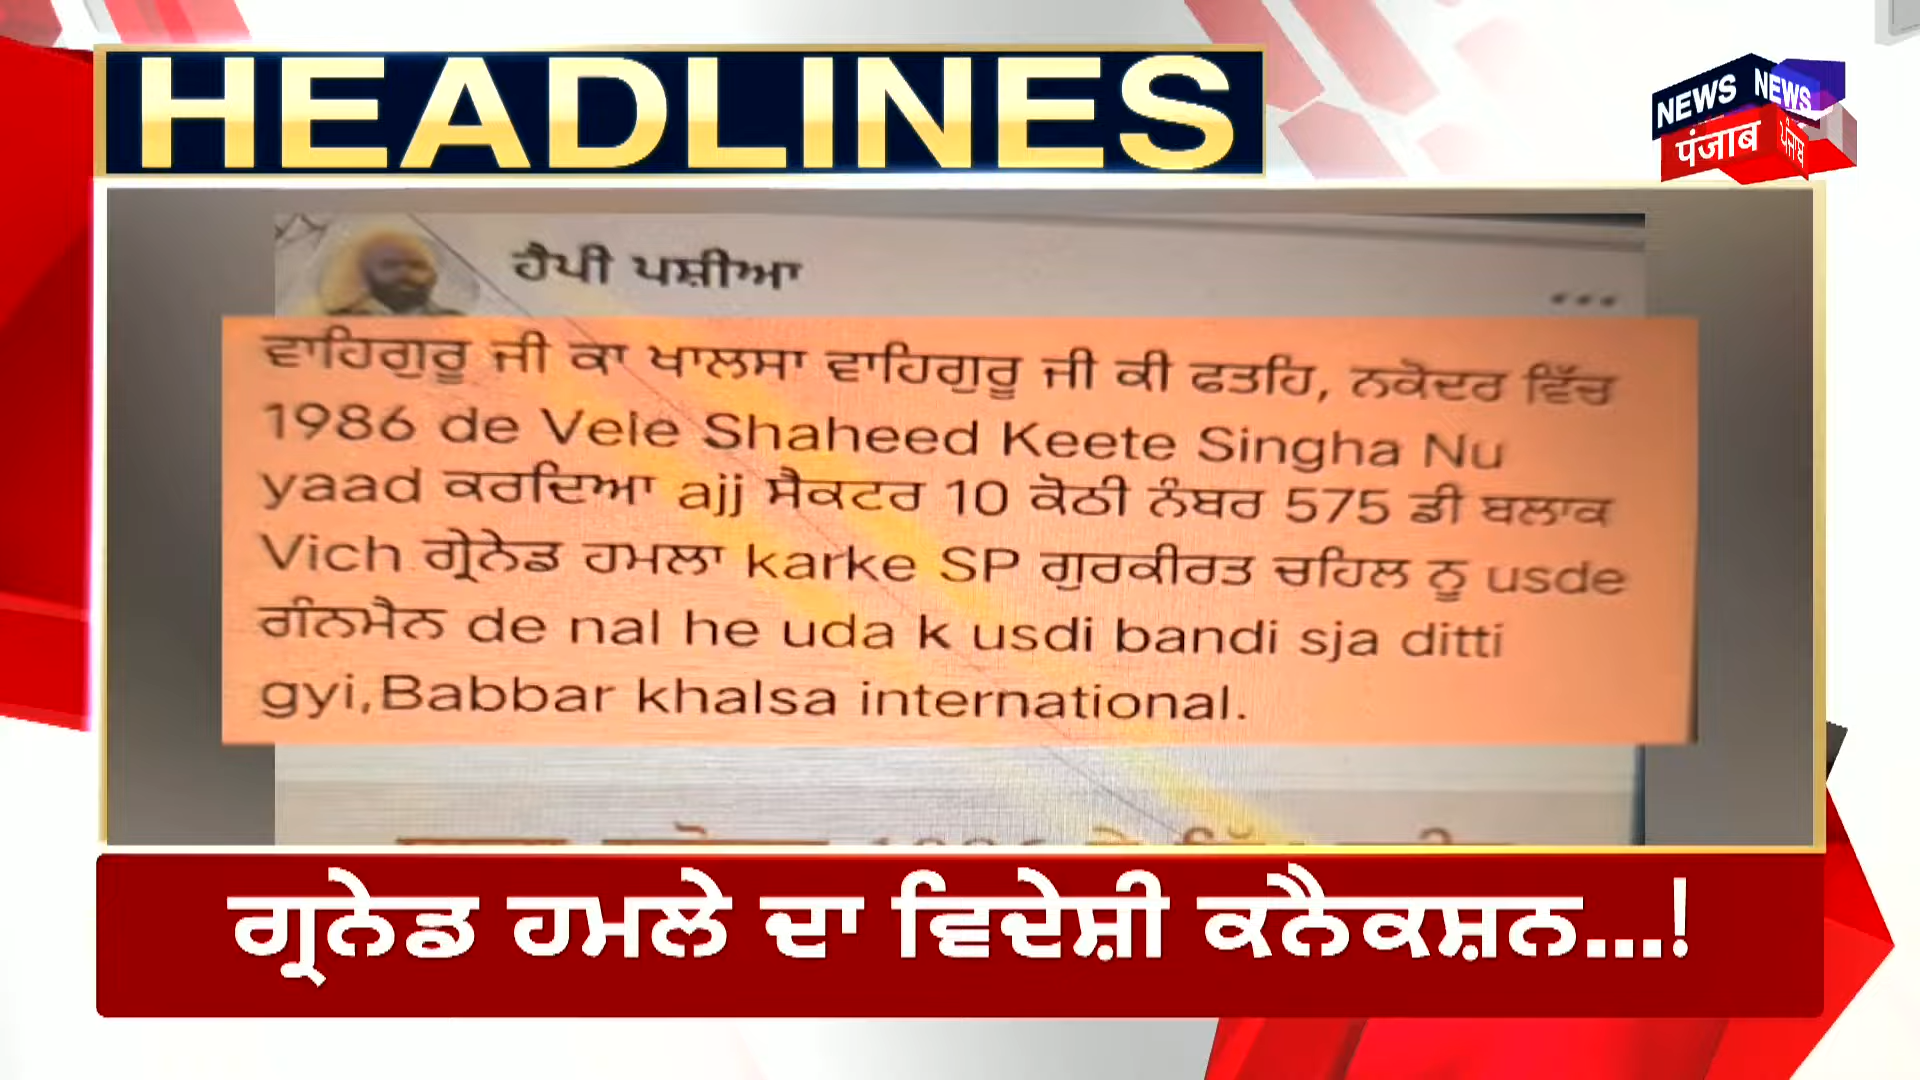 HEADLINES
NEWS NEWS
पंजाब ਪੰਜਾਬ
ਹੈਪੀ ਪਸ਼ੀਆ
ਵਾਹਿਗੁਰੂ ਜੀ ਕਾ ਖਾਲਸਾ ਵਾਹਿਗੁਰੂ ਜੀ ਕੀ ਫਤਹਿ, ਨਕੋਦਰ ਵਿੱਚ
1986 de Vele Shaheed Keete Singha Nu
yaad ਕਰਦਿਆ ajj ਸੈਕਟਰ 10 ਕੋਠੀ ਨੰਬਰ 575 ਡੀ ਬਲਾਕ
Vich ਗ੍ਰੇਨੇਡ ਹਮਲਾ karke SP ਗੁਰਕੀਰਤ ਚਹਿਲ ਨੂ usde
ਗੰਨਮੈਨ de nal he uda k usdi bandi sja ditti
gyi,Babbar khalsa international.
ਗ੍ਰਨੇਡ ਹਮਲੇ ਦਾ ਵਿਦੇਸ਼ੀ ਕਨੈਕਸ਼ਨ...!